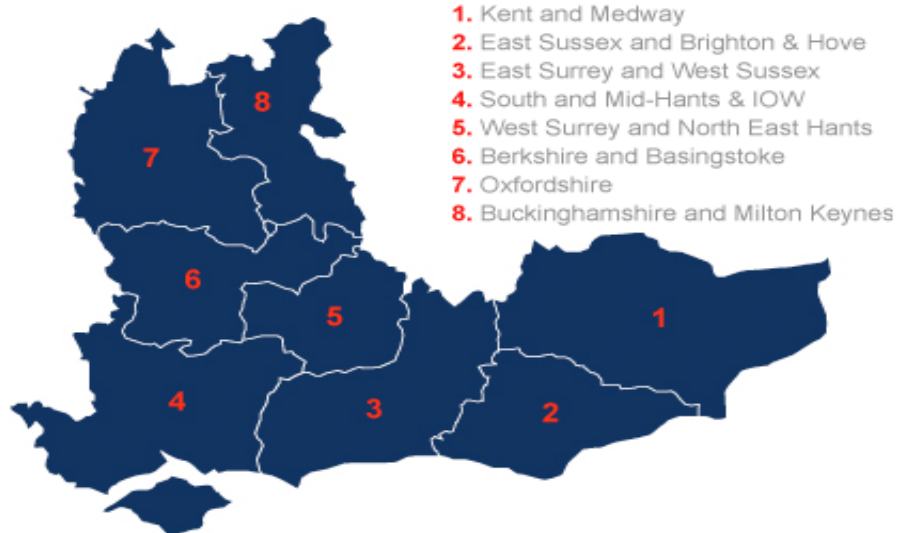 1. Kent and Medway
2. East Sussex and Brighton & Hove
3. East Surrey and West Sussex
4. South and Mid-Hants & IOW
5. West Surrey and North East Hants
6. Berkshire and Basingstoke
7. Oxfordshire
8. Buckinghamshire and Milton Keynes
8
7
6
5
1
4
3
2